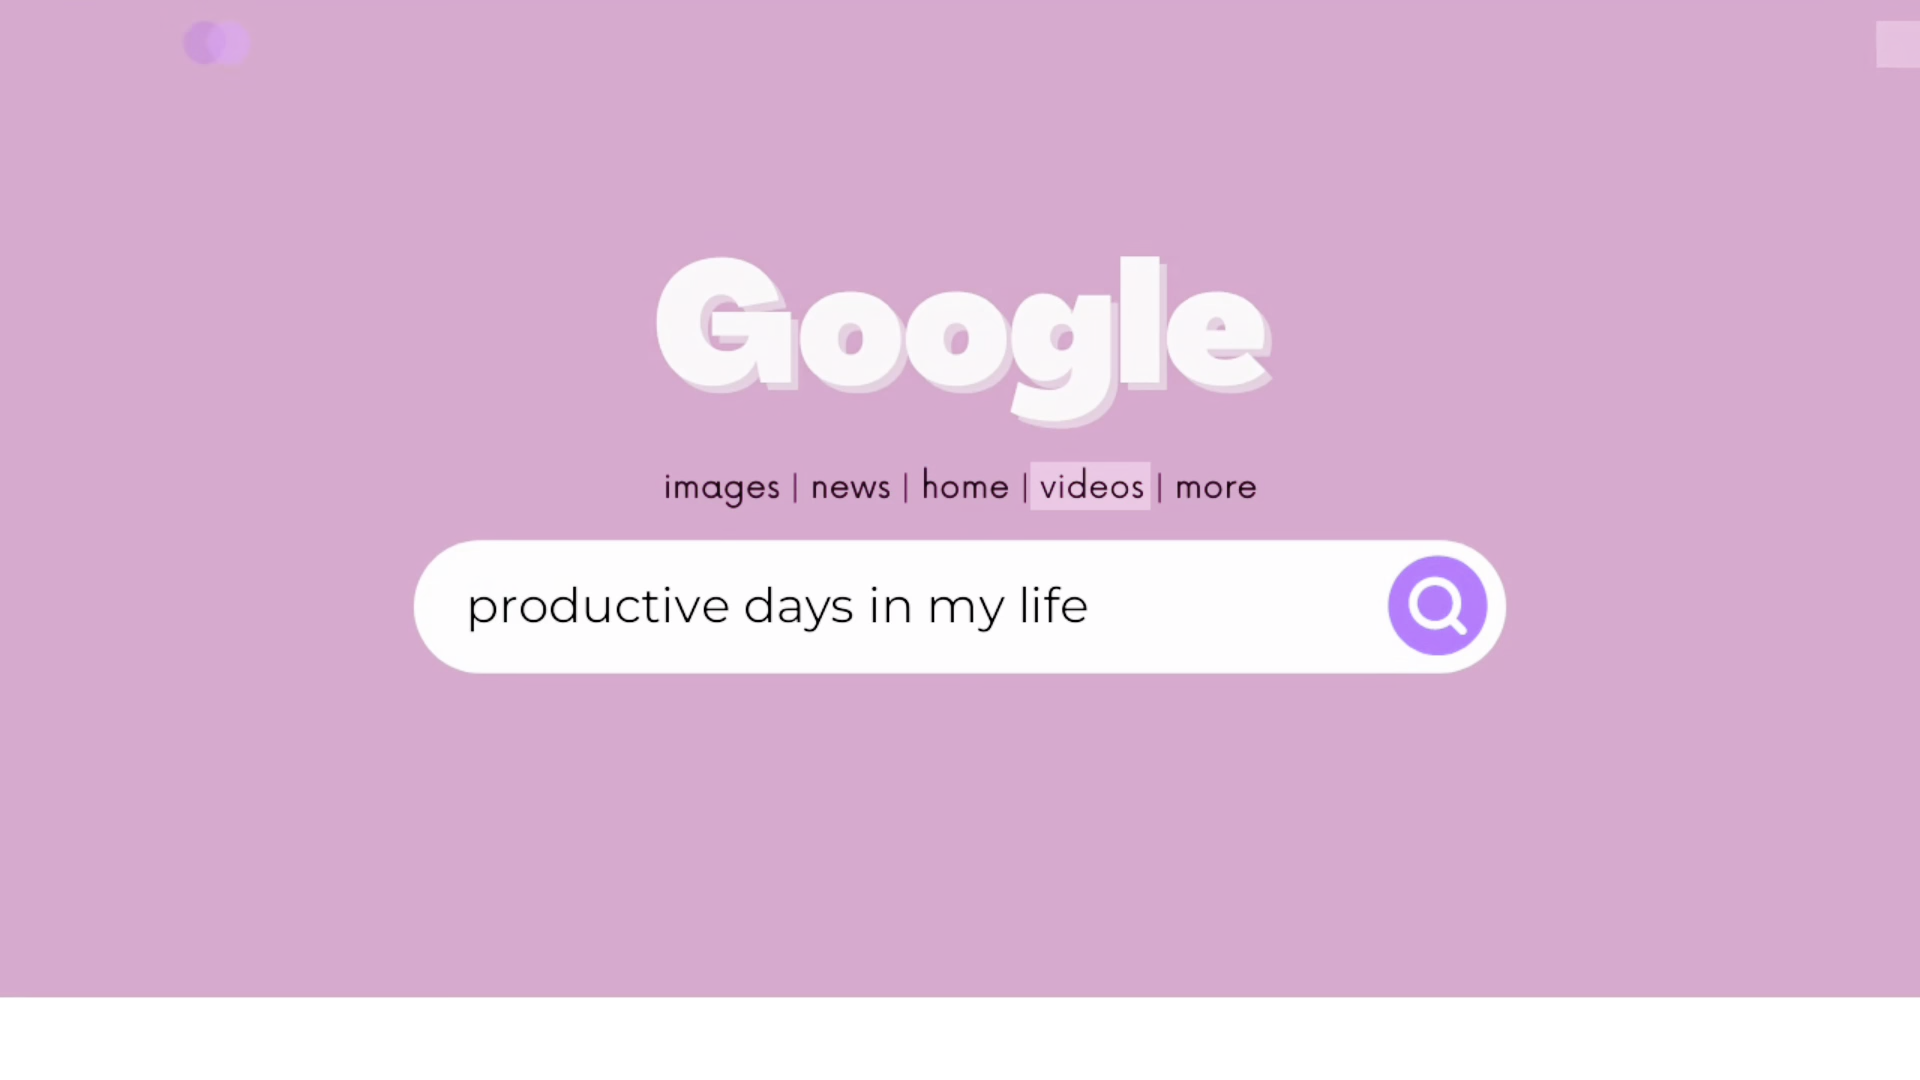 Google
images | news | home | videos | more
productive days in my life